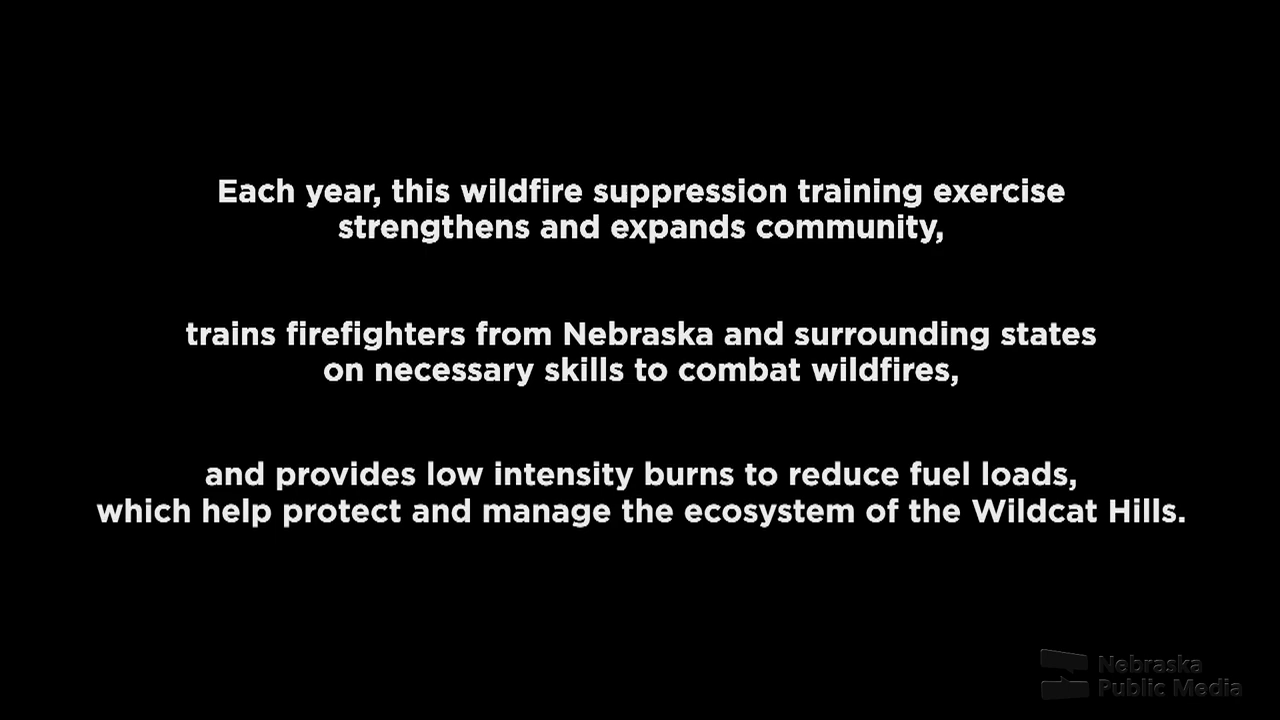 Each year, this wildfire suppression training exercise
strengthens and expands community,
trains firefighters from Nebraska and surrounding states
on necessary skills to combat wildfires,
and provides low intensity burns to reduce fuel loads,
which help protect and manage the ecosystem of the Wildcat Hills.
Nebraska
Public Media